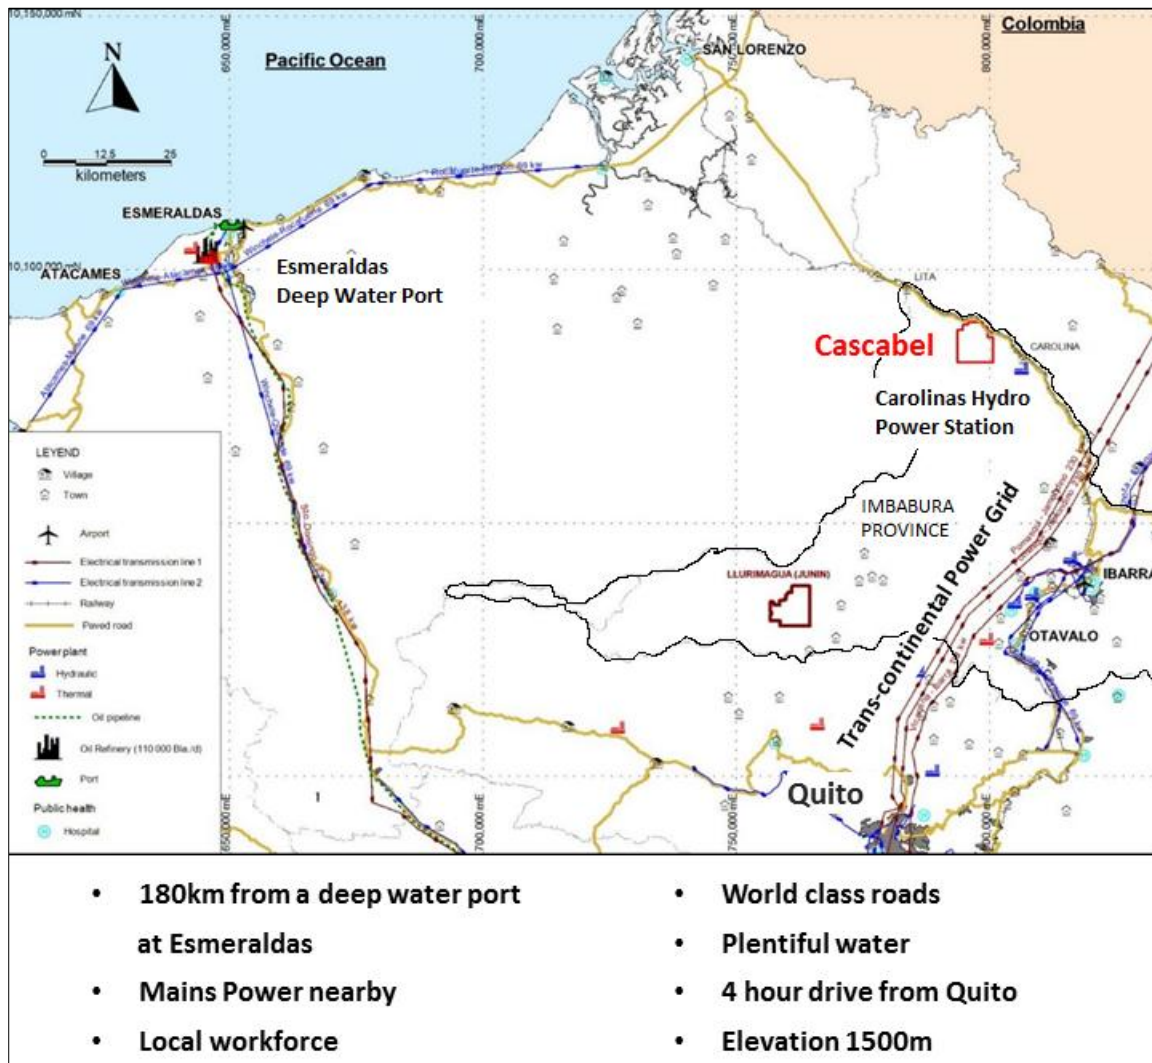 10,150,000 mN
650,000 mE
Pacific Ocean
700,000 mE
750,000 mE
SAN LORENZO
800,000 mE
Colombia
N
0 12,5 25
kilometers
ESMERALDAS
10,100,000 mN
ATACAMES
Esmeraldas
Deep Water Port
LITA
Cascabel
CAROLINA
Carolinas Hydro
Power Station
IMBABURA
PROVINCE
LLURIMAGUA (JUNIN)
Trans-continental Power Grid
IBARRA
OTAVALO
Quito
1
650,000 mE
700,000 mE
750,000 mE
LEYEND
Village
Town
Airport
Electrical transmission line 1
Electrical transmission line 2
Railway
Paved road
Power plant
Hydraulic
Thermal
Oil pipeline
Oil Refinery (110 000 Bla./d)
Port
Public health
Hospital
• 180km from a deep water port
at Esmeraldas
• Mains Power nearby
• Local workforce
• World class roads
• Plentiful water
• 4 hour drive from Quito
• Elevation 1500m